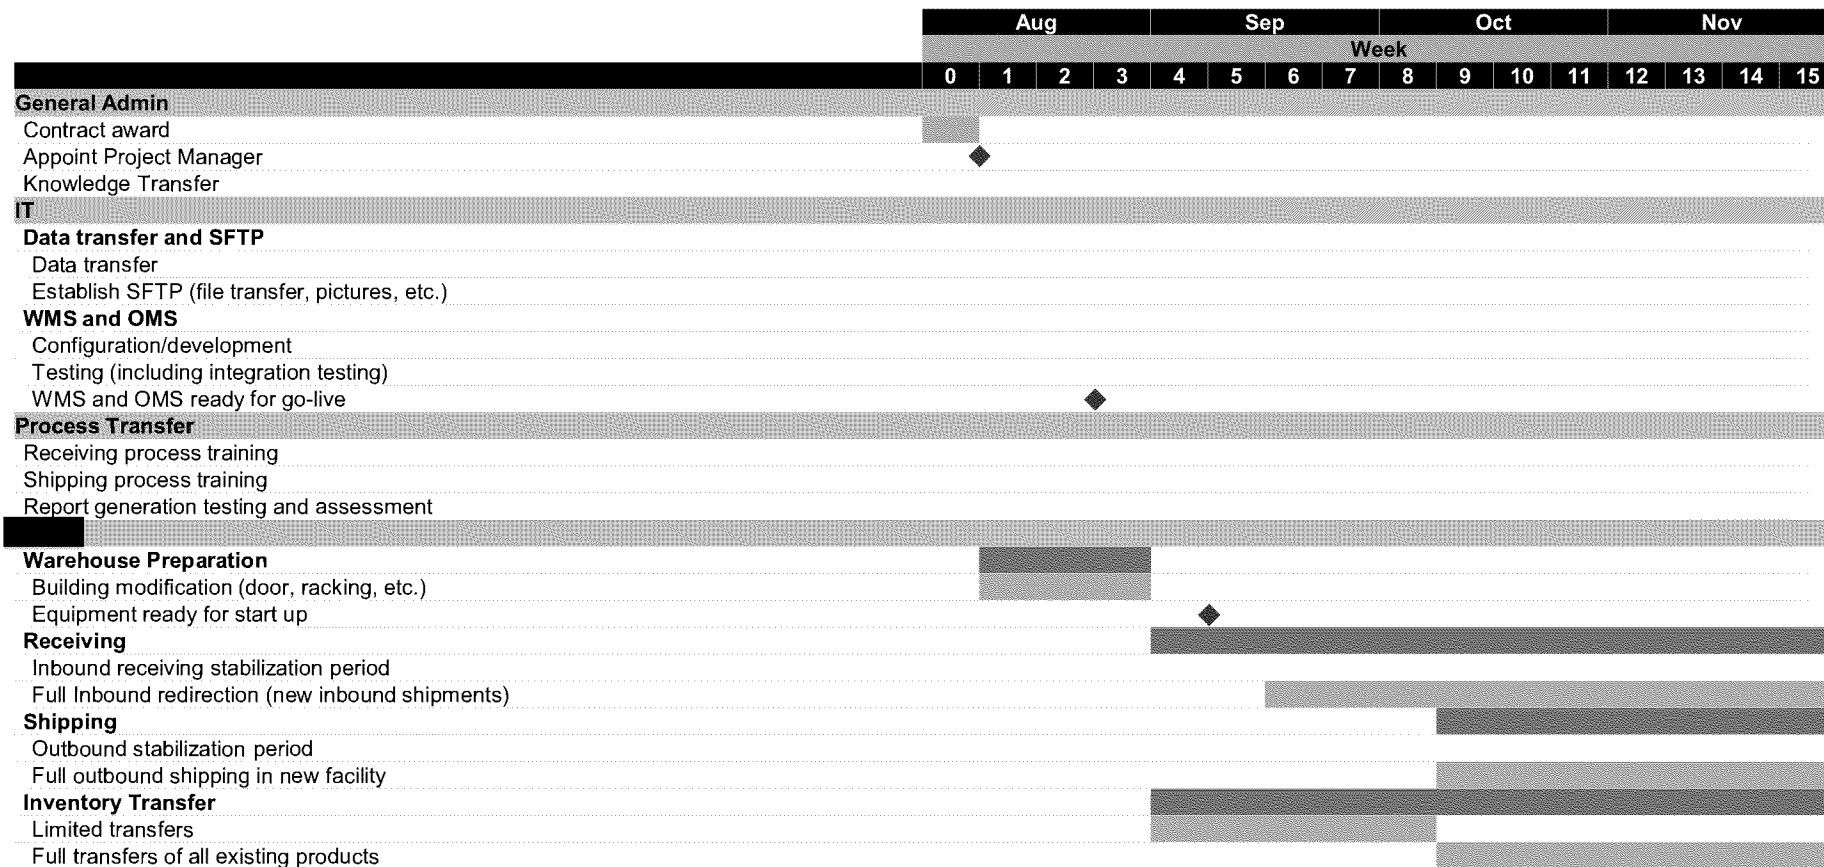 Aug Sep Oct Nov
Week
0 1 2 3 4 5 6 7 8 9 10 11 12 13 14 15
General Admin
Contract award
Appoint Project Manager
Knowledge Transfer
IT
Data transfer and SFTP
Data transfer
Establish SFTP (file transfer, pictures, etc.)
WMS and OMS
Configuration/development
Testing (including integration testing)
WMS and OMS ready for go-live
Process Transfer
Receiving process training
Shipping process training
Report generation testing and assessment
Warehouse Preparation
Building modification (door, racking, etc.)
Equipment ready for start up
Receiving
Inbound receiving stabilization period
Full Inbound redirection (new inbound shipments)
Shipping
Outbound stabilization period
Full outbound shipping in new facility
Inventory Transfer
Limited transfers
Full transfers of all existing products